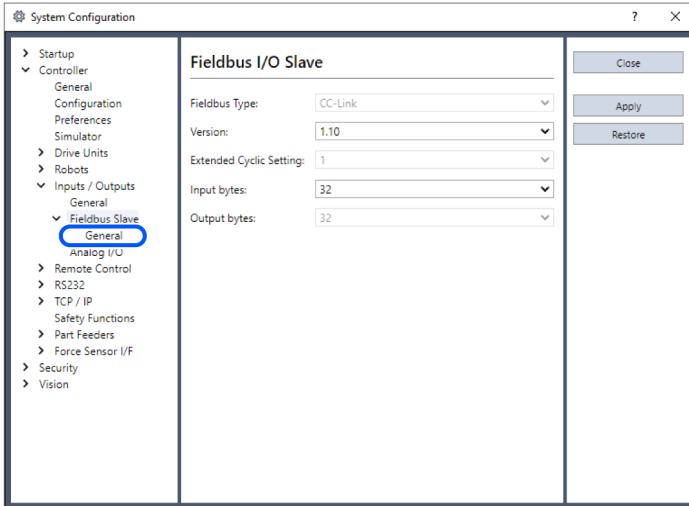 System Configuration
?
Startup
Controller
General
Configuration
Preferences
Simulator
Drive Units
Robots
Inputs / Outputs
General
Fieldbus Slave
General
Analog I/O
Remote Control
RS232
TCP / IP
Safety Functions
Part Feeders
Force Sensor I/F
Security
Vision
Fieldbus I/O Slave
Fieldbus Type: CC-Link
Version: 1.10
Extended Cyclic Setting: 1
Input bytes: 32
Output bytes: 32
Close
Apply
Restore